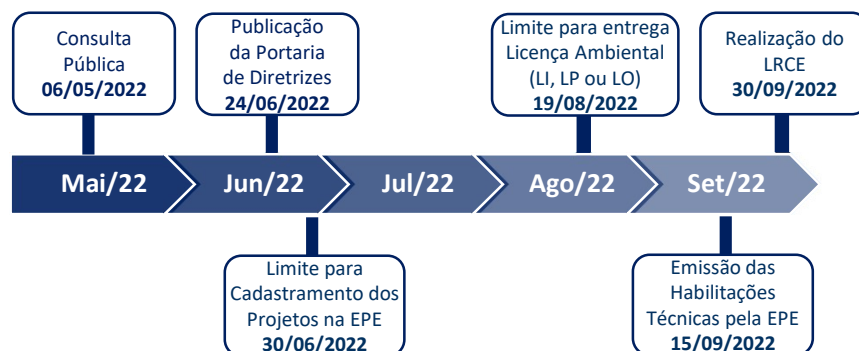 Consulta
Pública
06/05/2022
Publicação
da Portaria
de Diretrizes
24/06/2022
Limite para entrega
Licença Ambiental
(LI, LP ou LO)
19/08/2022
Realização do
LRCE
30/09/2022
Mai/22
Jun/22
Jul/22
Ago/22
Set/22
Limite para
Cadastramento dos
Projetos na EPE
30/06/2022
Emissão das
Habilitações
Técnicas pela EPE
15/09/2022